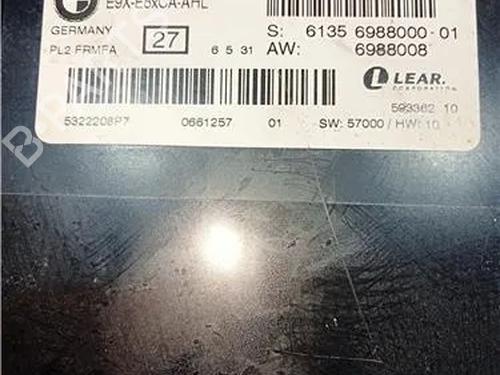 E9X-E8xCA-AHL
GERMANY
PL2 FRMFA
27
6 5 31
S: 6135 6988000-01
AW: 6988008
LEAR.
CORPORATION
593362 10
5322208P7 0661257 01 SW: 57000 / HW: 10